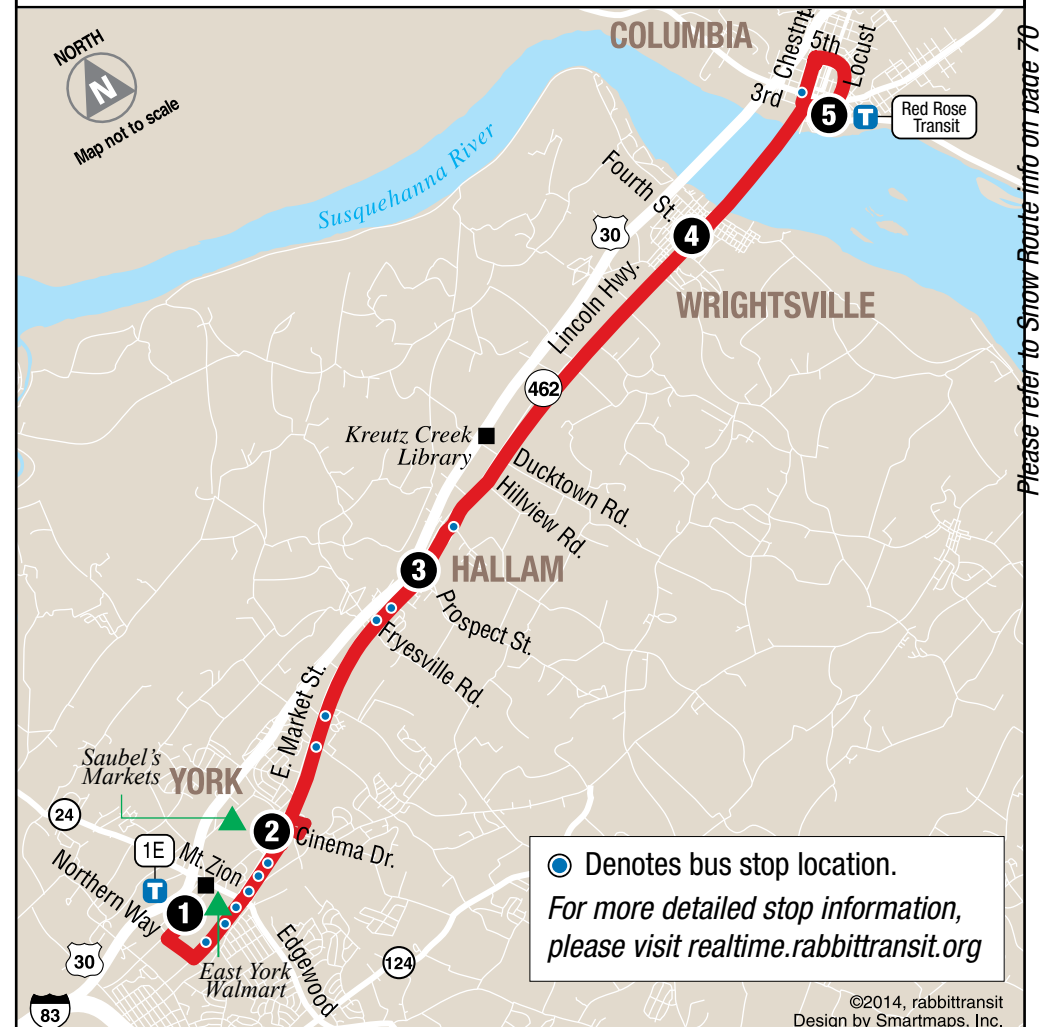 NORTH
N
Map not to scale
Susquehanna River
COLUMBIA
Chestnt.
5th
Locust
3rd
5
T
Red Rose
Transit
Please refer to Snow Route info on page 70
Fourth St.
30
4
WRIGHTSVILLE
Lincoln Hwy.
462
Kreutz Creek
Library
Ducktown Rd.
Hillview Rd.
3
HALLAM
Prospect St.
Fryesville Rd.
E. Market St.
Saubel's
Markets
YORK
24
2
Cinema Dr.
1E
Mt. Zion
T
Northern Way
1
30
East York
Walmart
Edgewood
124
83
Denotes bus stop location.
For more detailed stop information,
please visit realtime.rabbittransit.org
©2014, rabbittransit
Design by Smartmaps, Inc.